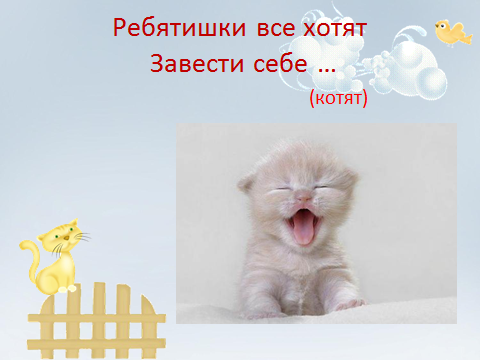 Ребятишки все хотят
Завести себе ...
(котят)